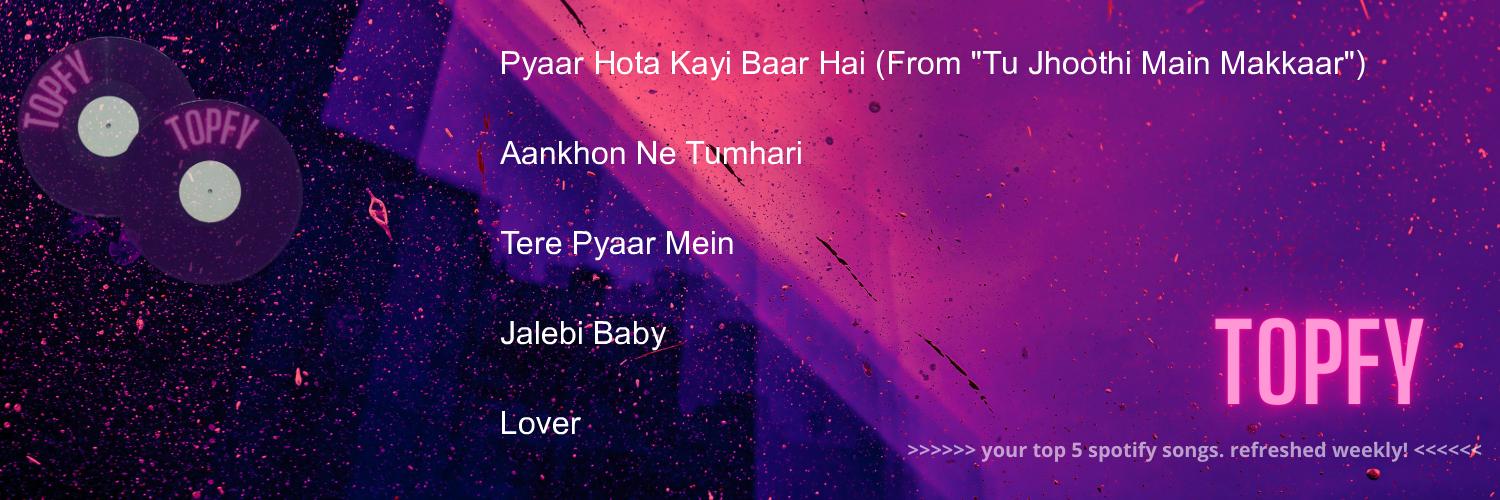 TOPFY
TOPFY
Pyaar Hota Kayi Baar Hai (From "Tu Jhoothi Main Makkaar")
Aankhon Ne Tumhari
Tere Pyaar Mein
Jalebi Baby
Lover
TOPFY
>>>>>> your top 5 spotify songs. refreshed weekly! <<<<<<